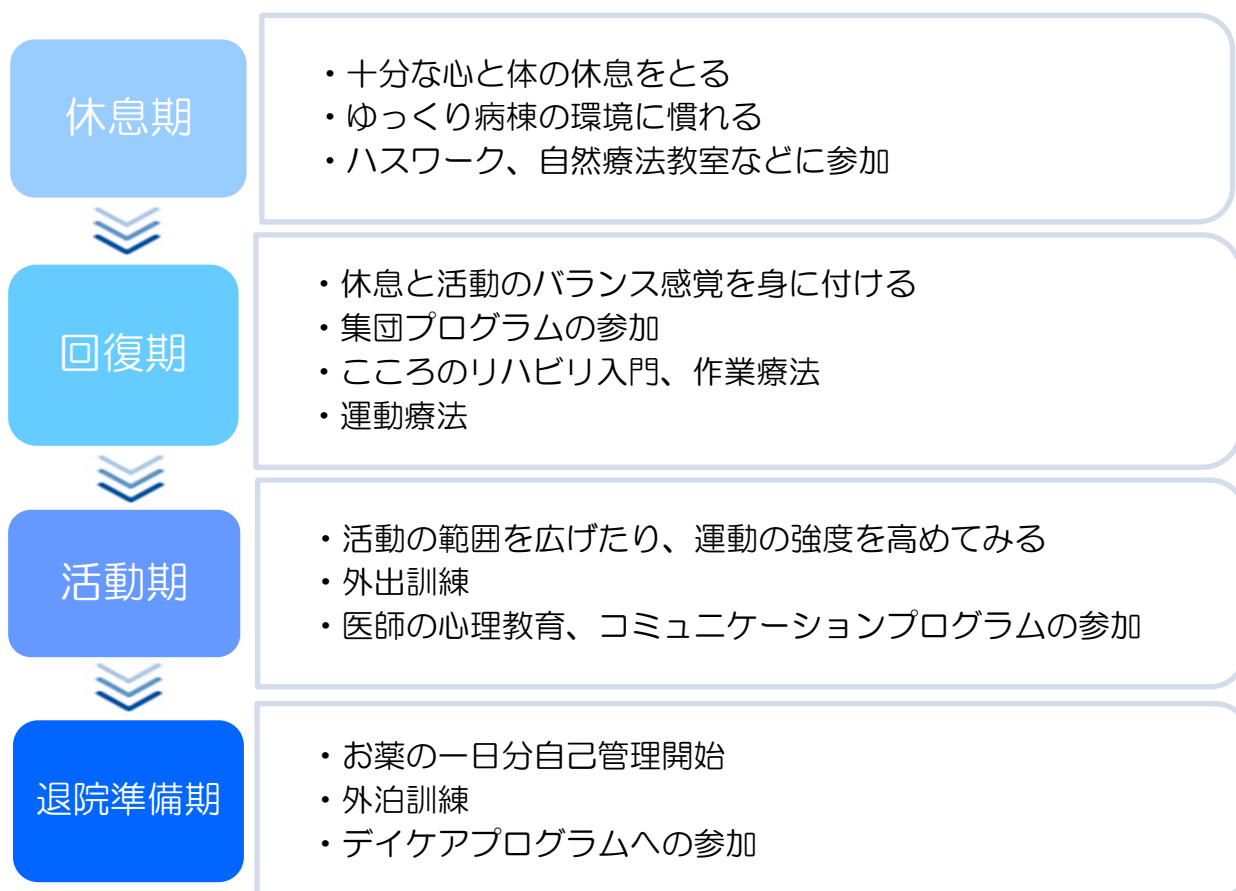 休息期
・十分な心と体の休息をとる
・ゆっくり病棟の環境に慣れる
・ハスワーク、自然療法教室などに参加
回復期
・休息と活動のバランス感覚を身に付ける
・集団プログラムの参加
・こころのリハビリ入門、作業療法
・運動療法
活動期
・活動の範囲を広げたり、運動の強度を高めてみる
・外出訓練
・医師の心理教育、コミュニケーションプログラムの参加
退院準備期
・お薬の一日分自己管理開始
・外泊訓練
・デイケアプログラムへの参加